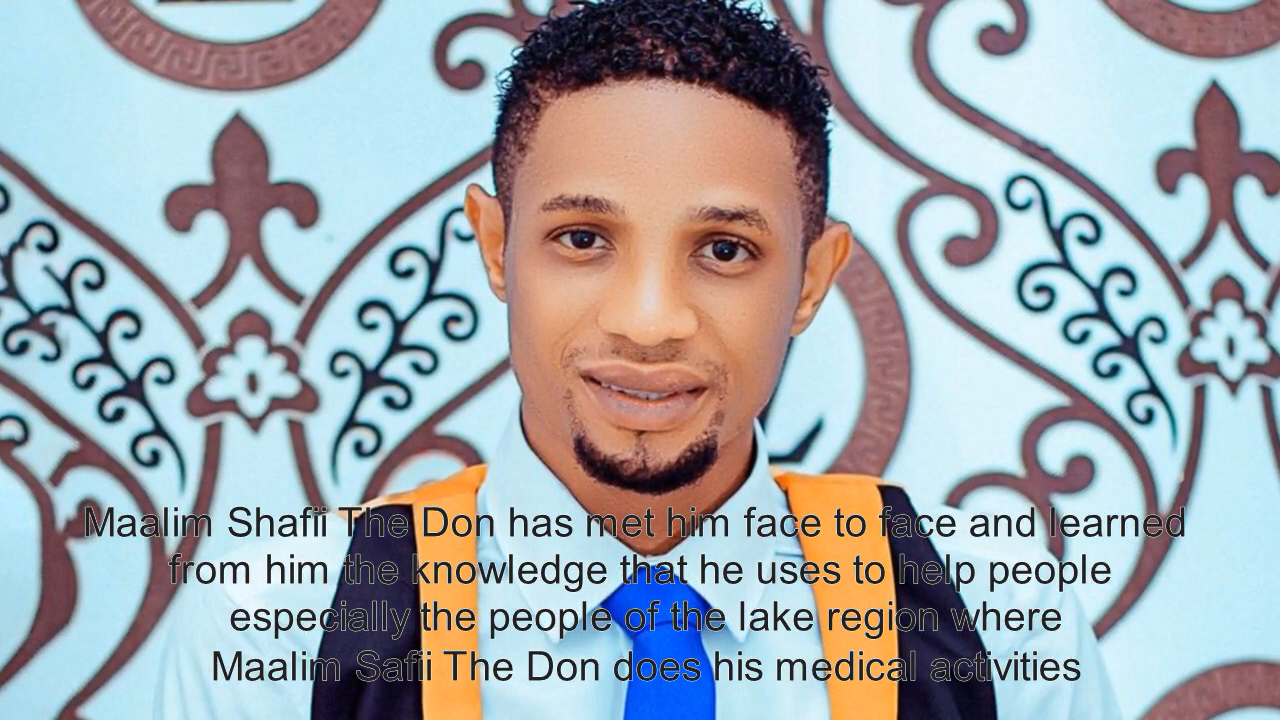 Maalim Shafii The Don has met him face to face and learned
from him the knowledge that he uses to help people
especially the people of the lake region where
Maalim Safii The Don does his medical activities